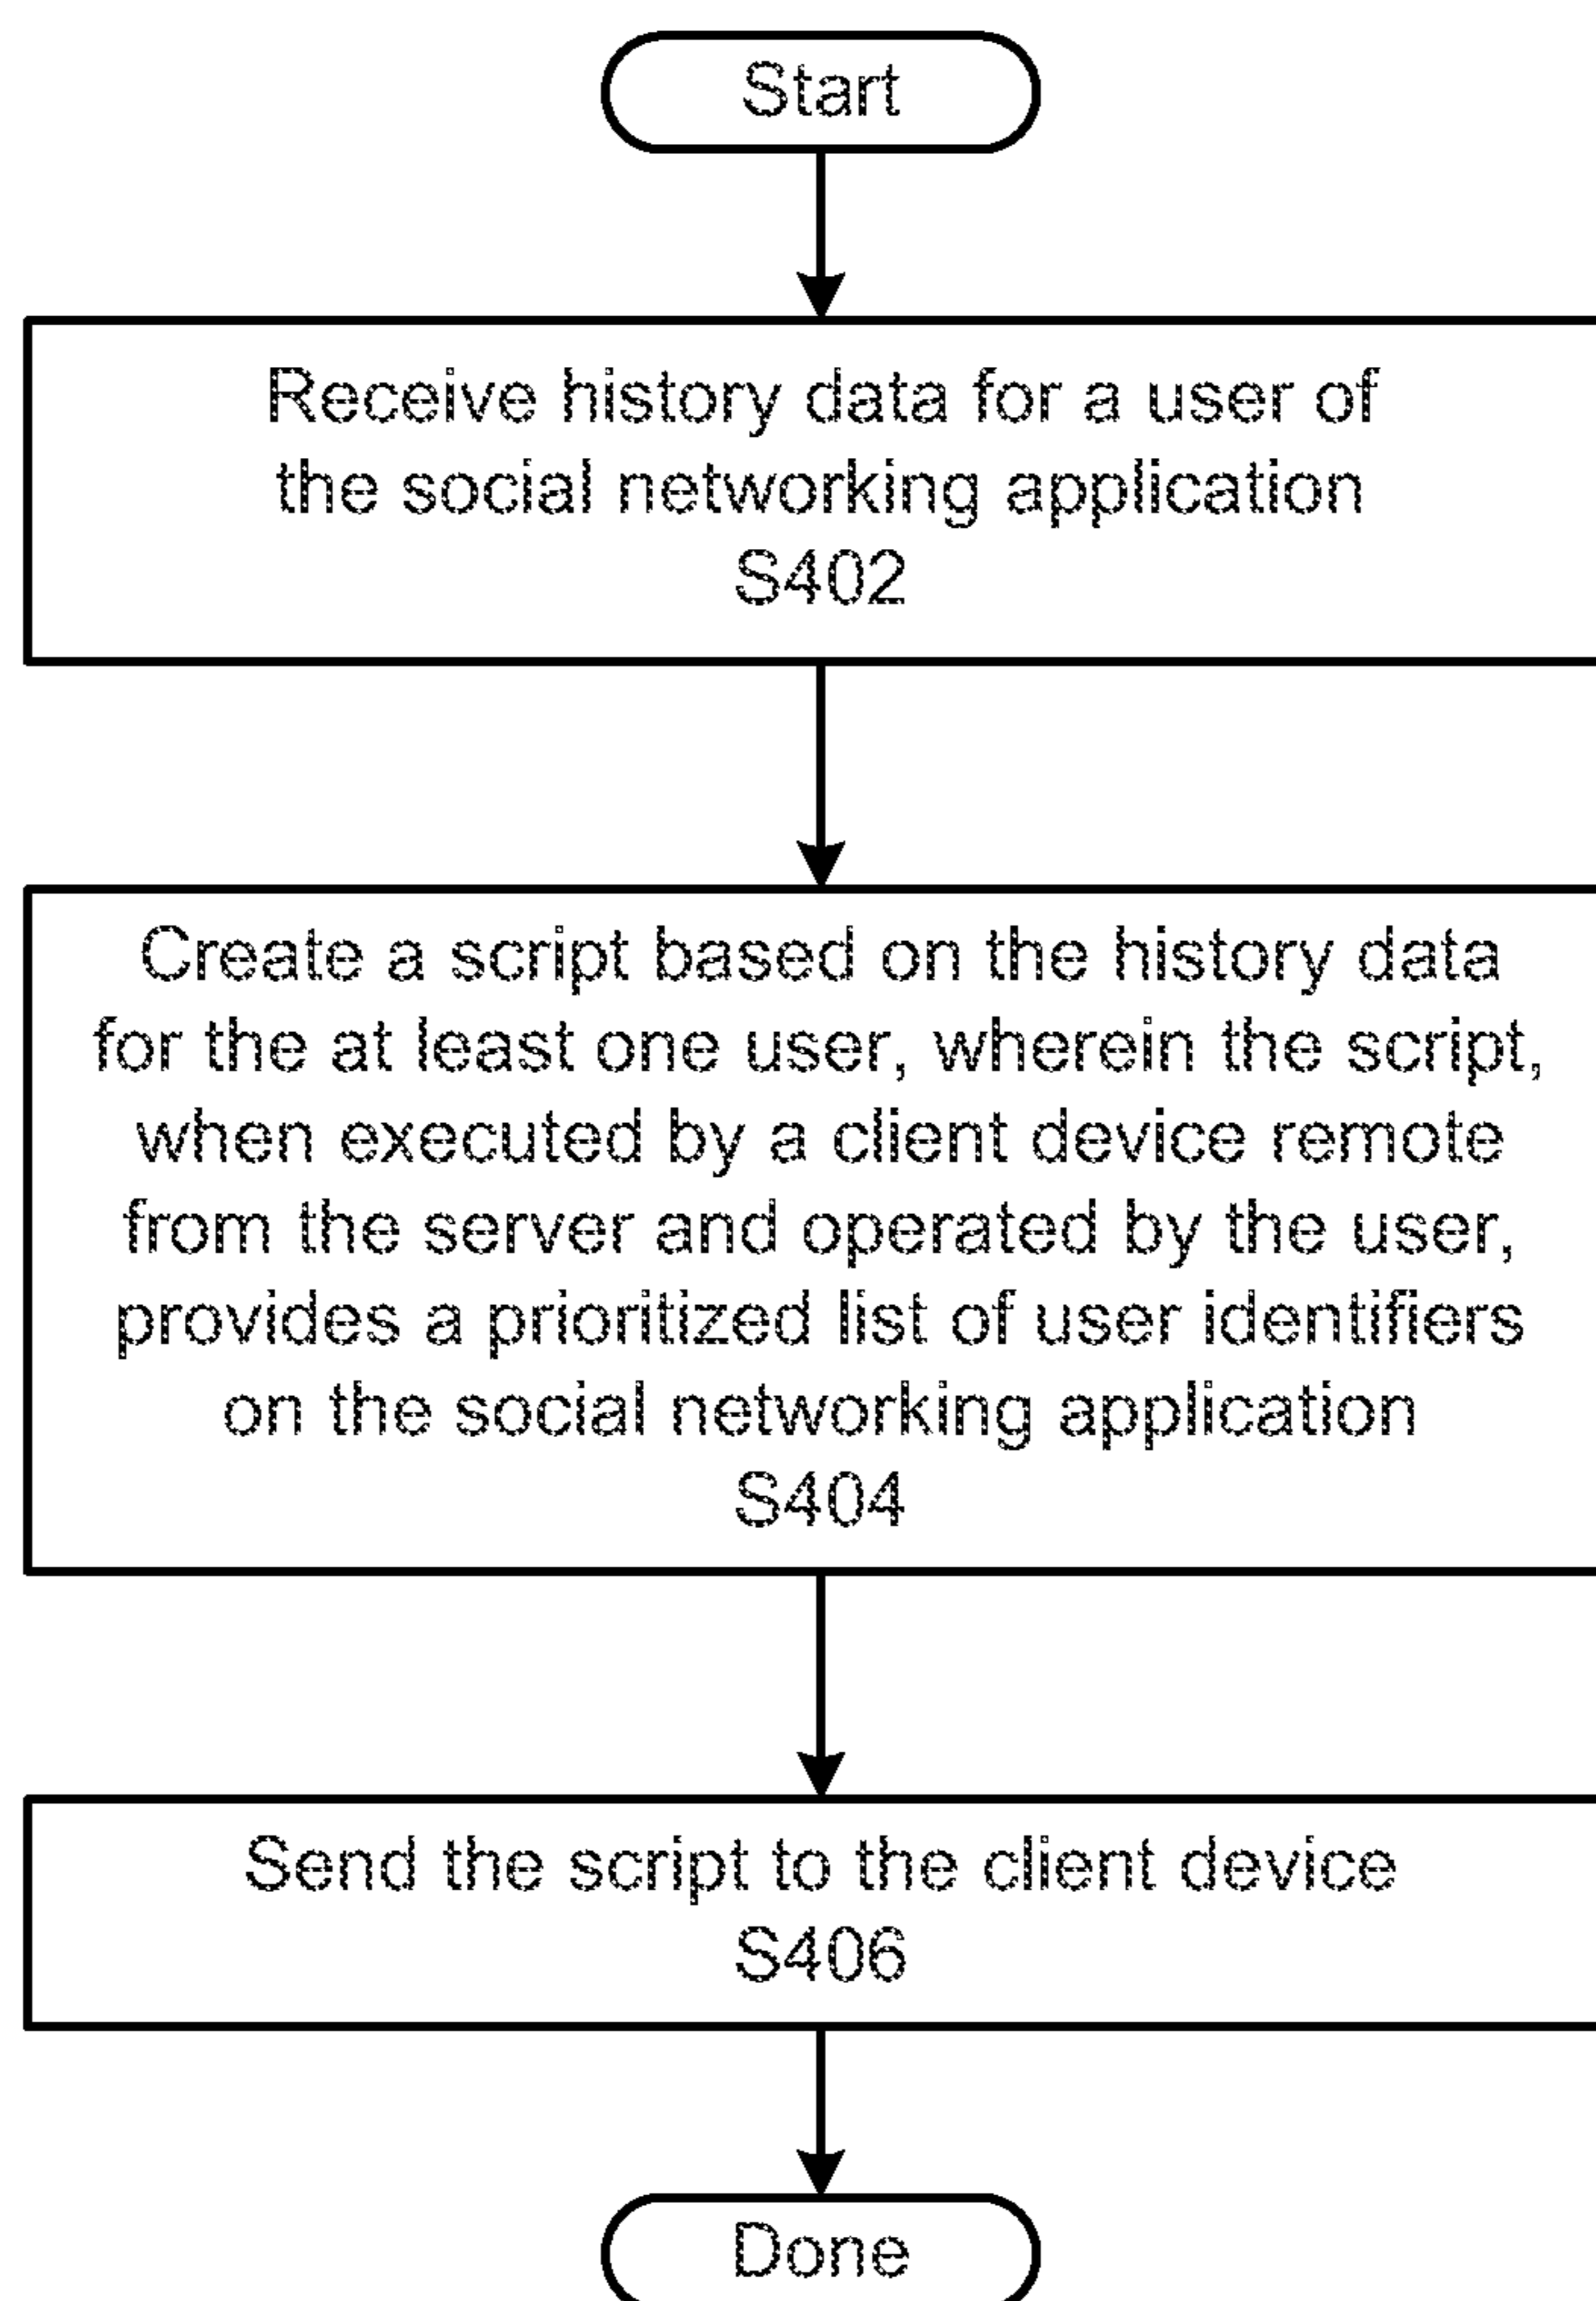 Start
Receive history data for a user of
the social networking application
S402
Create a script based on the history data
for the at least one user, wherein the script,
when executed by a client device remote
from the server and operated by the user,
provides a prioritized list of user identifiers
on the social networking application
S404
Send the script to the client device
S406
Done